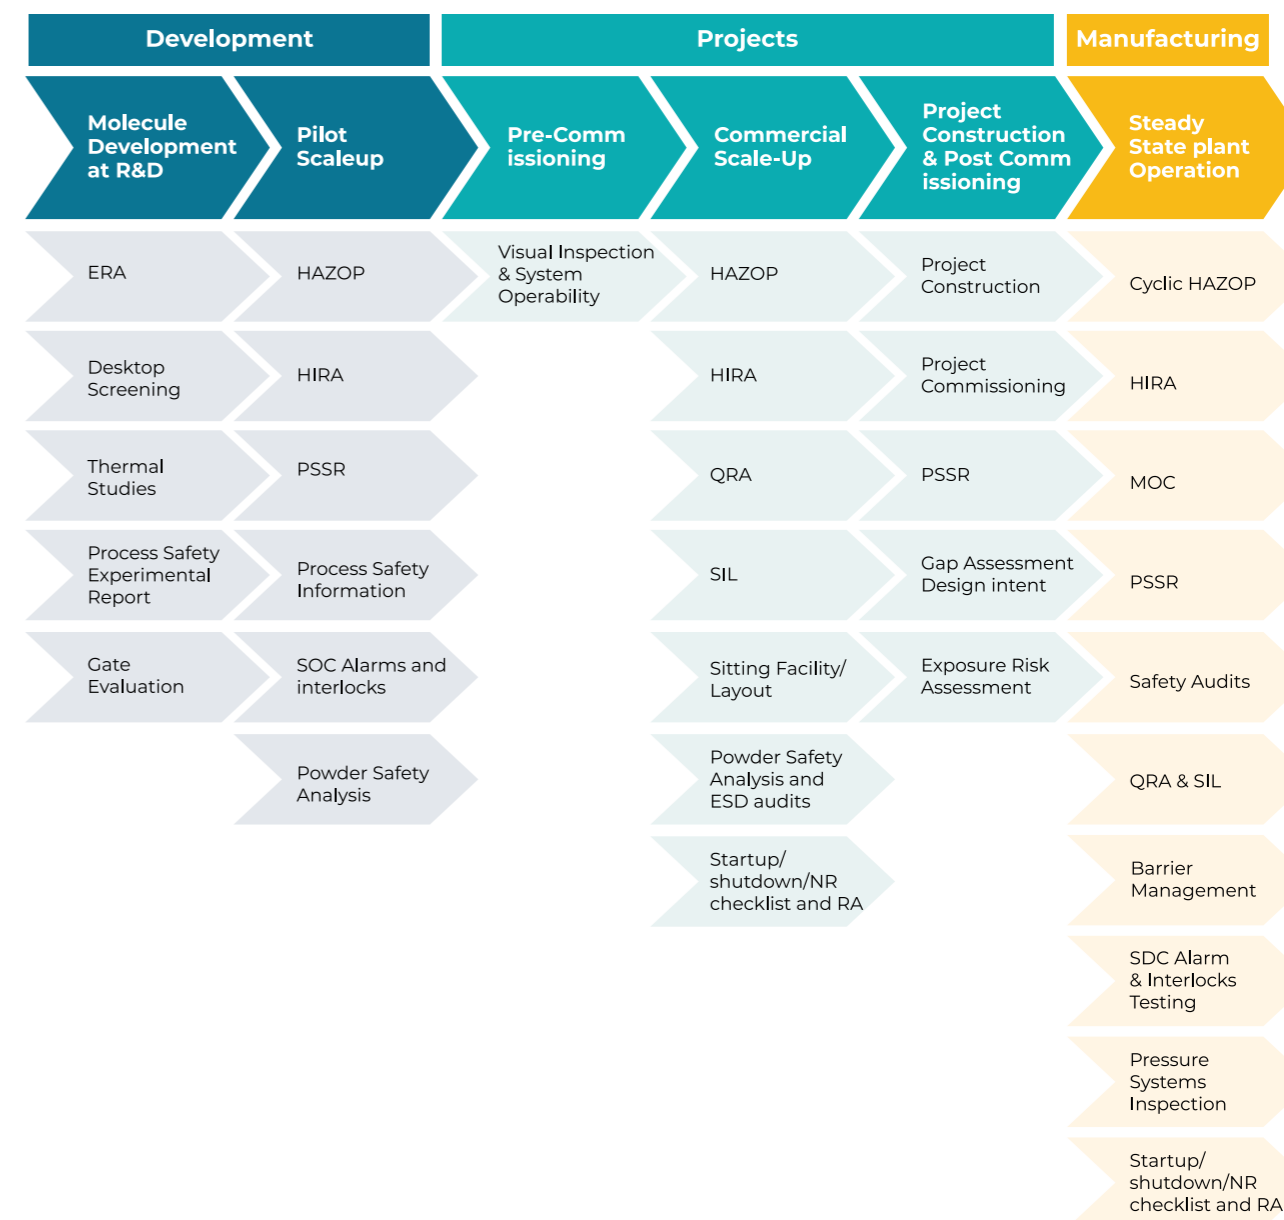 Development
Projects
Manufacturing
Molecule
Development
at R&D
Pilot
Scaleup
Pre-Comm
issioning
Commercial
Scale-Up
Project
Construction
& Post Comm
issioning
Steady
State plant
Operation
ERA
HAZOP
Visual Inspection
& System
Operability
HAZOP
Project
Construction
Cyclic HAZOP
Desktop
Screening
HIRA
HIRA
Project
Commissioning
HIRA
Thermal
Studies
PSSR
QRA
PSSR
MOC
Process Safety
Experimental
Report
Process Safety
Information
SIL
Gap Assessment
Design intent
PSSR
Gate
Evaluation
SOC Alarms and
interlocks
Sitting Facility/
Layout
Exposure Risk
Assessment
Safety Audits
Powder Safety
Analysis
Powder Safety
Analysis and
ESD audits
QRA & SIL
Startup/
shutdown/NR
checklist and RA
Barrier
Management
SDC Alarm
& Interlocks
Testing
Pressure
Systems
Inspection
Startup/
shutdown/NR
checklist and RA